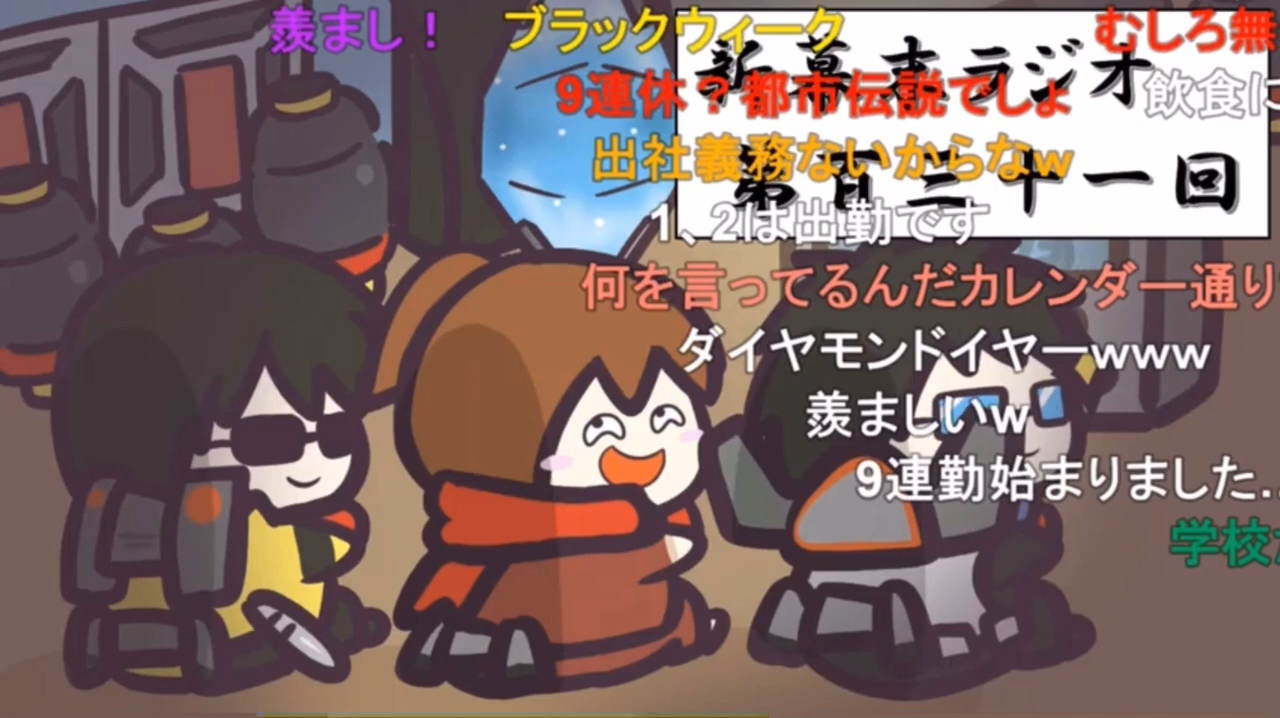 羨まし！
ブラックウィーク
むしろ無
新幕末ラジオ
9連休？都市伝説でしょ
飲食に
出社義務ないからなw
第百三十一回
1、2は出勤です
何を言ってるんだカレンダー通り
ダイヤモンドイヤーwww
羨ましいw
9連勤始まりました..
学校